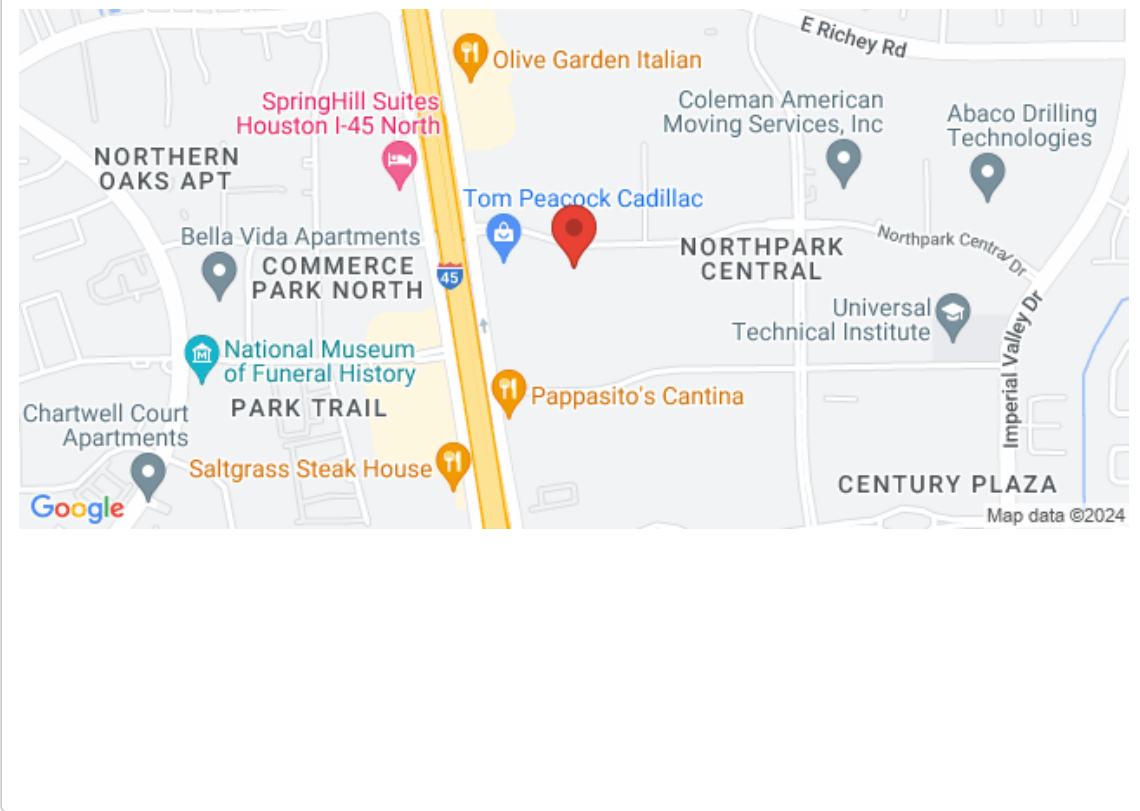 E Richey Rd
Olive Garden Italian
SpringHill Suites
Houston I-45 North
Coleman American
Moving Services, Inc
Abaco Drilling
Technologies
NORTHERN
OAKS APT
Tom Peacock Cadillac
Bella Vida Apartments
COMMERCE
PARK NORTH
45
NORTHPARK
CENTRAL
Northpark Central Dr
Universal
Technical Institute
Imperial Valley Dr
National Museum
of Funeral History
PARK TRAIL
Pappasito's Cantina
Chartwell Court
Apartments
Saltgrass Steak House
CENTURY PLAZA
Google
Map data ©2024